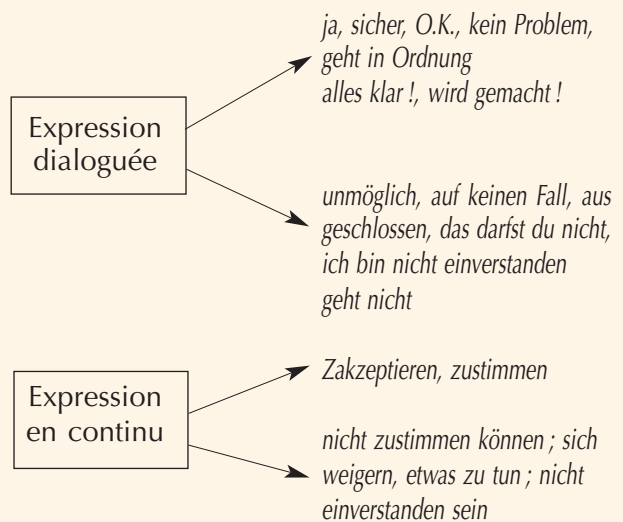 ja, sicher, O.K., kein Problem,
geht in Ordnung
alles klar !, wird gemacht !
Expression
dialoguée
unmöglich, auf keinen Fall, aus
geschlossen, das darfst du nicht,
ich bin nicht einverstanden
geht nicht
Zakzeptieren, zustimmen
Expression
en continu
nicht zustimmen können ; sich
weigern, etwas zu tun ; nicht
einverstanden sein